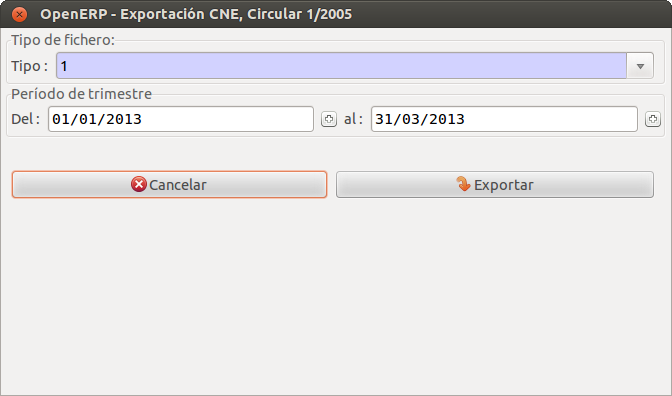 OpenERP - Exportación CNE, Circular 1/2005
Tipo de fichero:
Tipo : 1
Período de trimestre
Del : 01/01/2013 al : 31/03/2013
Cancelar Exportar